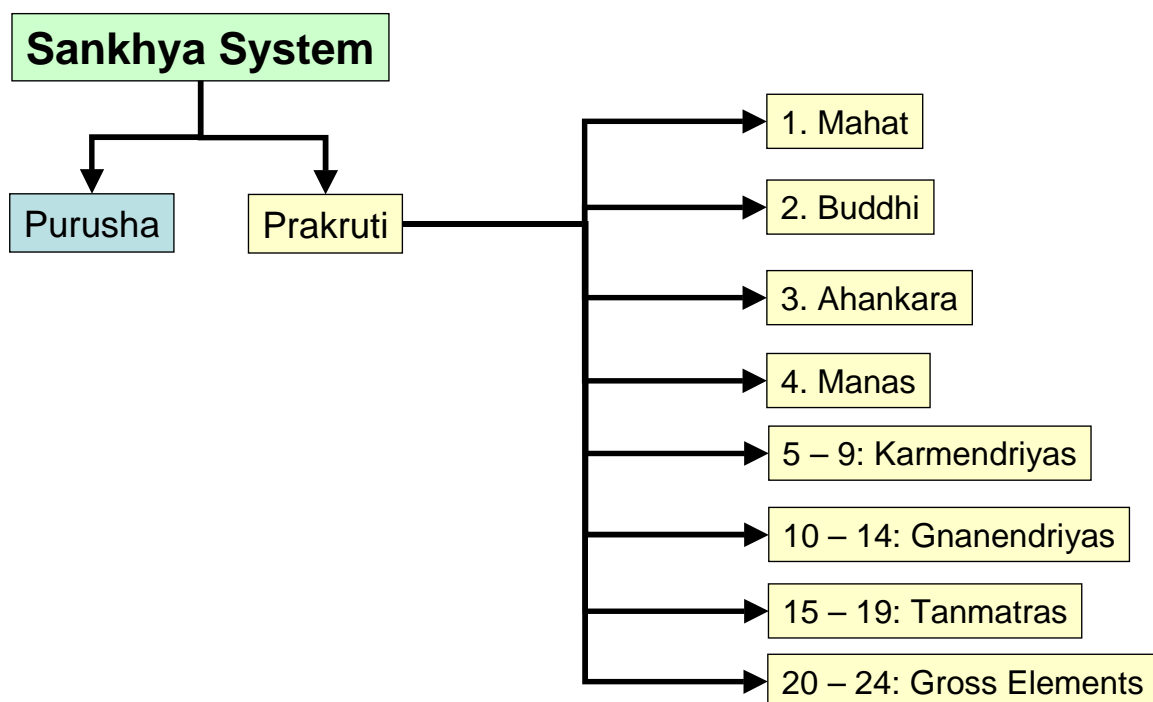 Sankhya System
Purusha
Prakruti
1. Mahat
2. Buddhi
3. Ahankara
4. Manas
5 – 9: Karmendriyas
10 – 14: Gnanendriyas
15 – 19: Tanmatras
20 – 24: Gross Elements